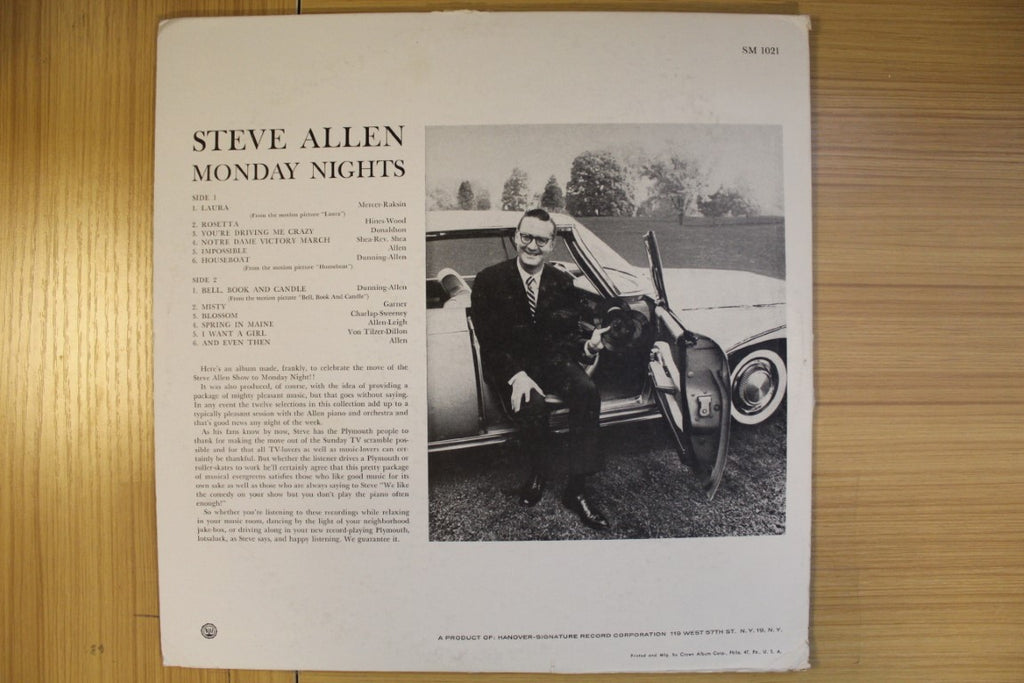 SM 1021
STEVE ALLEN
MONDAY NIGHTS
SIDE 1
1. LAURA Mercer-Raksin
(From the motion picture "Laura")
2. ROSETTA Hines-Wood
3. YOU'RE DRIVING ME CRAZY Donaldson
4. NOTRE DAME VICTORY MARCH Shea-Rev. Shea
5. IMPOSSIBLE Allen
6. HOUSEBOAT Dunning-Allen
(From the motion picture "Houseboat")
SIDE 2
1. BELL, BOOK AND CANDLE Dunning-Allen
(From the motion picture "Bell, Book And Candle")
2. MISTY Garner
3. BLOSSOM Charlap-Sweeney
4. SPRING IN MAINE Allen-Leigh
5. I WANT A GIRL Von Tilzer-Dillon
6. AND EVEN THEN Allen
Here's an album made, frankly, to celebrate the move of the
Steve Allen Show to Monday Night!!
It was also produced, of course, with the idea of providing a
package of mighty pleasant music, but that goes without saying.
In any event the twelve selections in this collection add up to a
typically pleasant session with the Allen piano and orchestra and
that's good news any night of the week.
As his fans know by now, Steve has the Plymouth people to
thank for making the move out of the Sunday TV scramble pos-
sible and for that all TV-lovers as well as music-lovers can cer-
tainly be thankful. But whether the listener drives a Plymouth or
roller-skates to work he'll certainly agree that this pretty package
of musical evergreens satisfies those who like good music for its
own sake as well as those who are always saying to Steve "We like
the comedy on your show but you don't play the piano often
enough!"
So whether you're listening to these recordings while relaxing
in your music room, dancing by the light of your neighborhood
juke-box, or driving along in your new record-playing Plymouth,
lotsaluck, as Steve says, and happy listening. We guarantee it.
A PRODUCT OF: HANOVER-SIGNATURE RECORD CORPORATION 119 WEST 57TH ST. N.Y. 19, N.Y.
Printed and Mfg. by Crown Album Corp., Phila. 47, Pa., U. S. A.